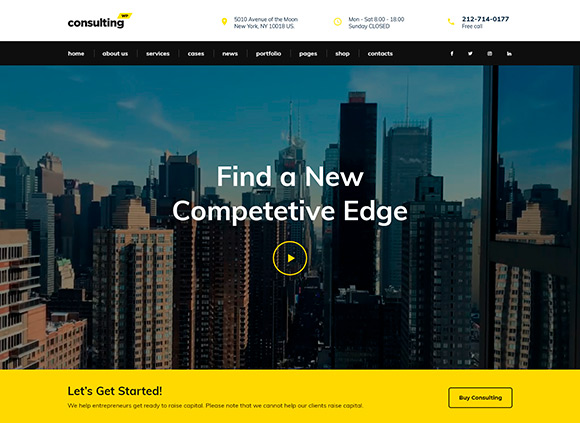 consulting WP
5010 Avenue of the Moon
New York, NY 10018 US.
Mon - Sat 8.00 - 18.00
Sunday CLOSED
212-714-0177
Free call
home about us services cases news portfolio pages shop contacts
Find a New
Competetive Edge
Let's Get Started!
We help entrepreneurs get ready to raise capital. Please note that we cannot help our clients raise capital.
Buy Consulting